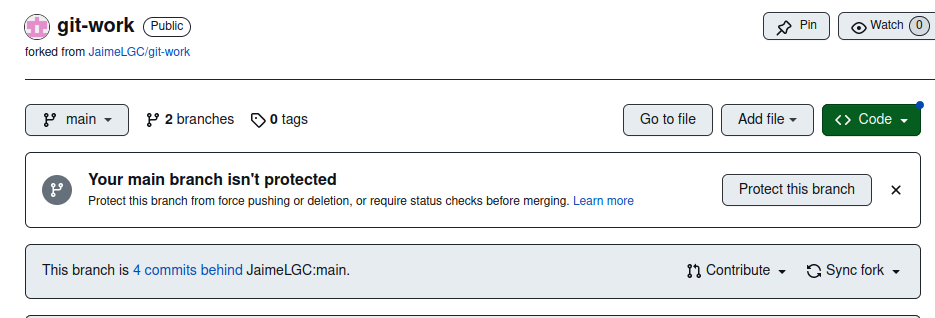 git-work Public Pin Watch 0
forked from JaimeLGC/git-work
main 2 branches 0 tags Go to file Add file Code
Your main branch isn't protected
Protect this branch from force pushing or deletion, or require status checks before merging. Learn more
Protect this branch
This branch is 4 commits behind JaimeLGC:main. Contribute Sync fork